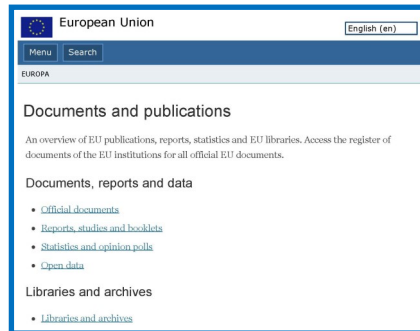 European Union
English (en)
Menu
Search
EUROPA
Documents and publications
An overview of EU publications, reports, statistics and EU libraries. Access the register of
documents of the EU institutions for all official EU documents.
Documents, reports and data
Official documents
Reports, studies and booklets
Statistics and opinion polls
Open data
Libraries and archives
Libraries and archives